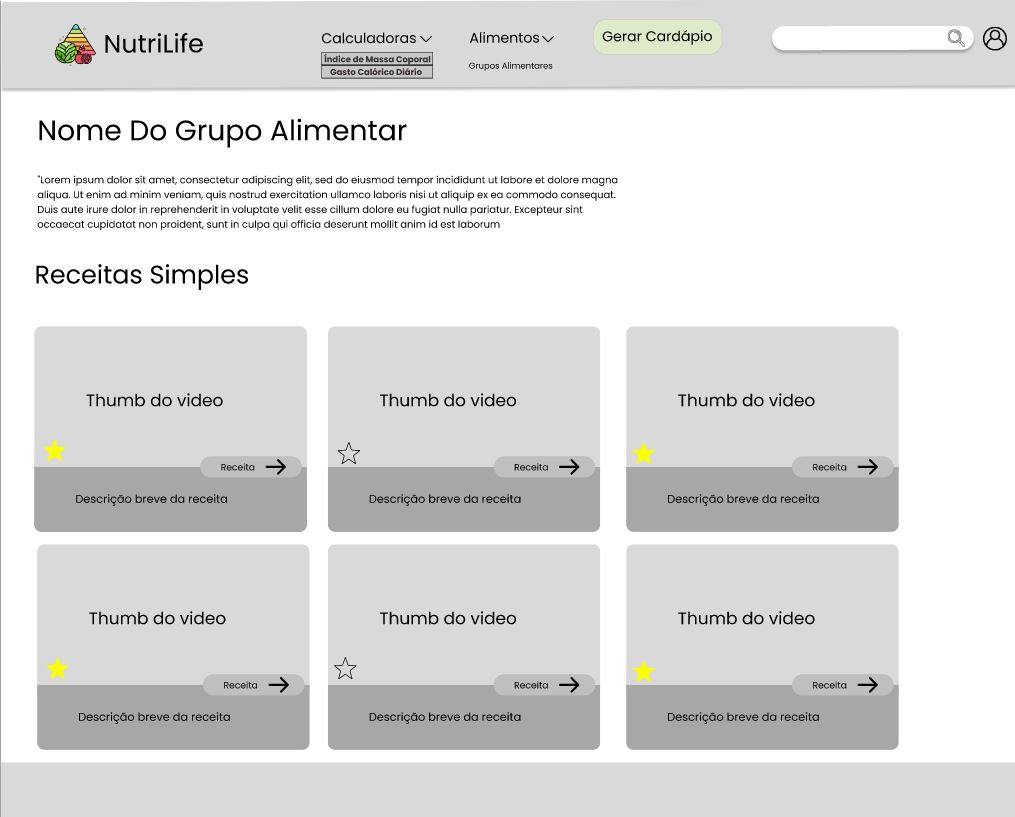 NutriLife
Calculadoras
Índice de Massa Coporal
Gasto Calórico Diário
Alimentos
Grupos Alimentares
Gerar Cardápio
Nome Do Grupo Alimentar
"Lorem ipsum dolor sit amet, consectetur adipiscing elit, sed do eiusmod tempor incididunt ut labore et dolore magna
aliqua. Ut enim ad minim veniam, quis nostrud exercitation ullamco laboris nisi ut aliquip ex ea commodo consequat.
Duis aute irure dolor in reprehenderit in voluptate velit esse cillum dolore eu fugiat nulla pariatur. Excepteur sint
occaecat cupidatat non proident, sunt in culpa qui officia deserunt mollit anim id est laborum
Receitas Simples
Thumb do video
Receita
Descrição breve da receita
Thumb do video
Receita
Descrição breve da receita
Thumb do video
Receita
Descrição breve da receita
Thumb do video
Receita
Descrição breve da receita
Thumb do video
Receita
Descrição breve da receita
Thumb do video
Receita
Descrição breve da receita